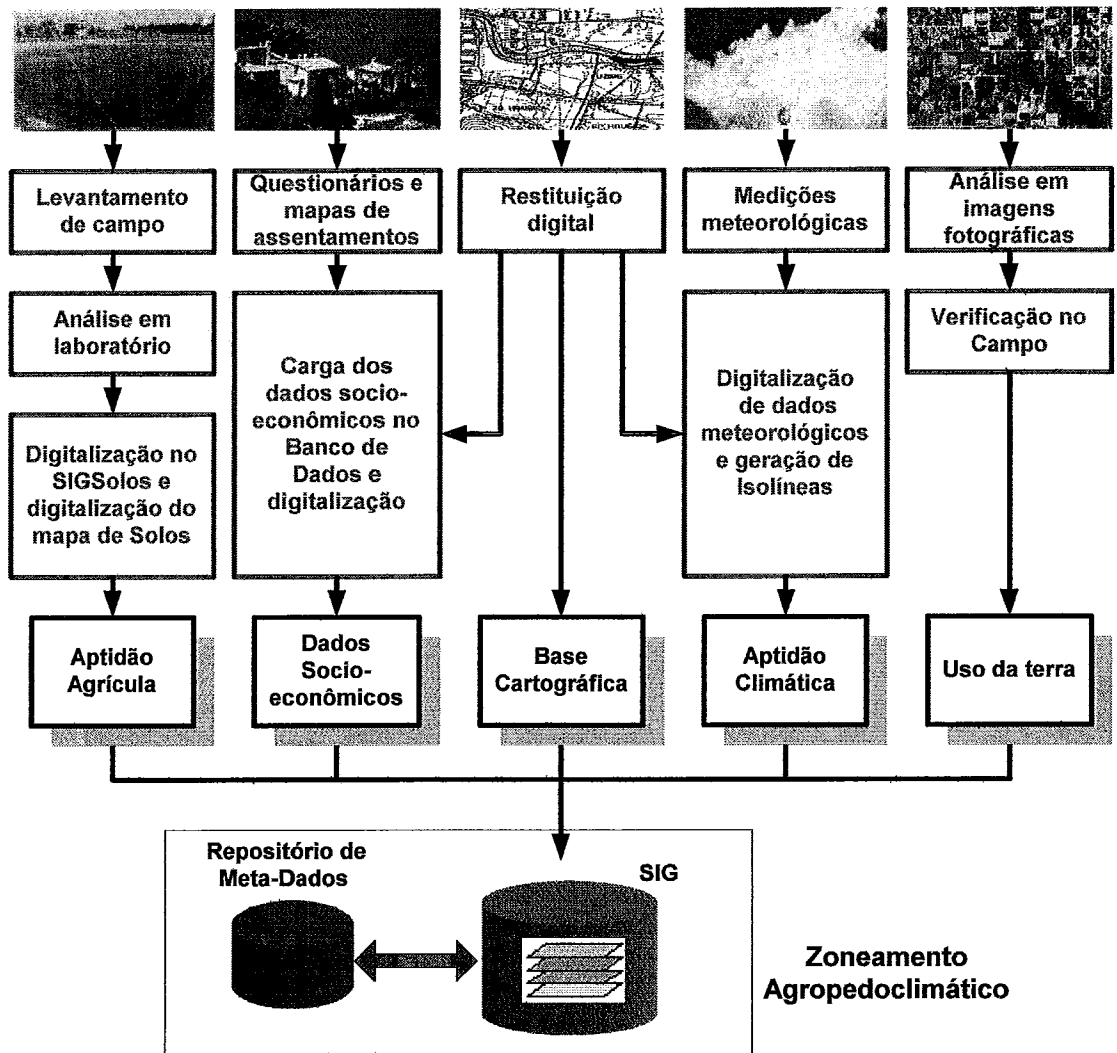 Levantamento
de campo
Questionários e
mapas de
assentamentos
Restituição
digital
Medições
meteorológicas
Análise em
imagens
fotográficas
Análise em
laboratório
Verificação no
Campo
Carga dos
dados socio-
econômicos no
Banco de
Dados e
digitalização
Digitalização
de dados
meteorológicos
e geração de
Isolíneas
Digitalização no
SIGSolos e
digitalização do
mapa de Solos
Aptidão
Agrícola
Dados
Socio-
econômicos
Base
Cartográfica
Aptidão
Climática
Uso da terra
Repositório de
Meta-Dados
SIG
Zoneamento
Agropedoclimático